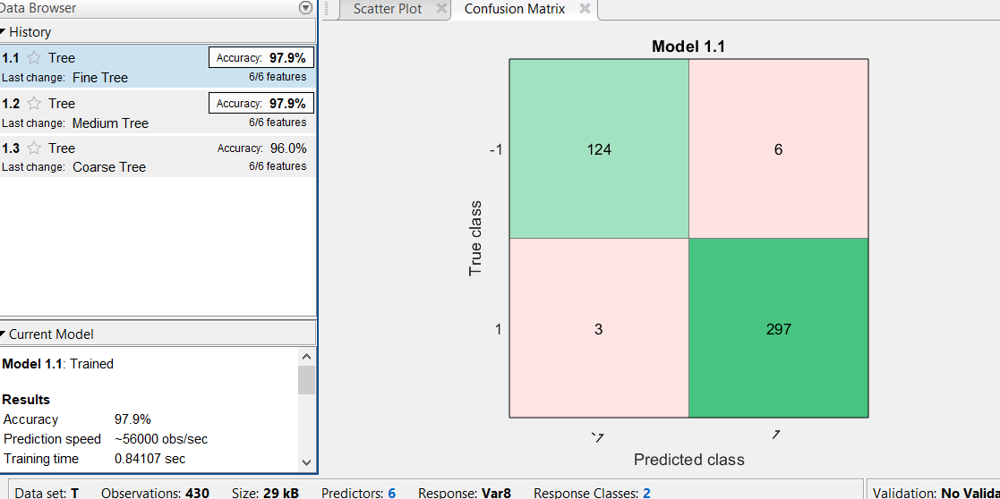 Data Browser
History
1.1 Tree Accuracy: 97.9%
Last change: Fine Tree 6/6 features
1.2 Tree Accuracy: 97.9%
Last change: Medium Tree 6/6 features
1.3 Tree Accuracy: 96.0%
Last change: Coarse Tree 6/6 features
Current Model
Model 1.1: Trained
Results
Accuracy 97.9%
Prediction speed ~56000 obs/sec
Training time 0.84107 sec
Scatter Plot Confusion Matrix
Model 1.1
True class
-1 124 6
1 3 297
-1 1
Predicted class
Data set: T Observations: 430 Size: 29 kB Predictors: 6 Response: Var8 Response Classes: 2 Validation: No Valida